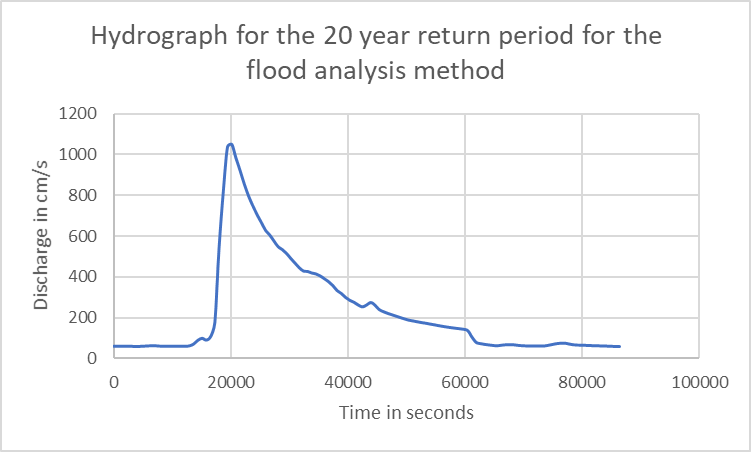 Hydrograph for the 20 year return period for the
flood analysis method
1200
1000
800
600
400
200
0
Discharge in cm/s
0 20000 40000 60000 80000 100000
Time in seconds